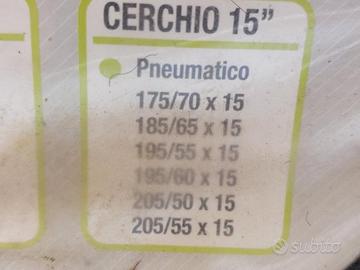 CERCHIO 15”
Pneumatico
175/70 x 15
185/65 x 15
195/55 x 15
195/60 x 15
205/50 x 15
205/55 x 15
subito